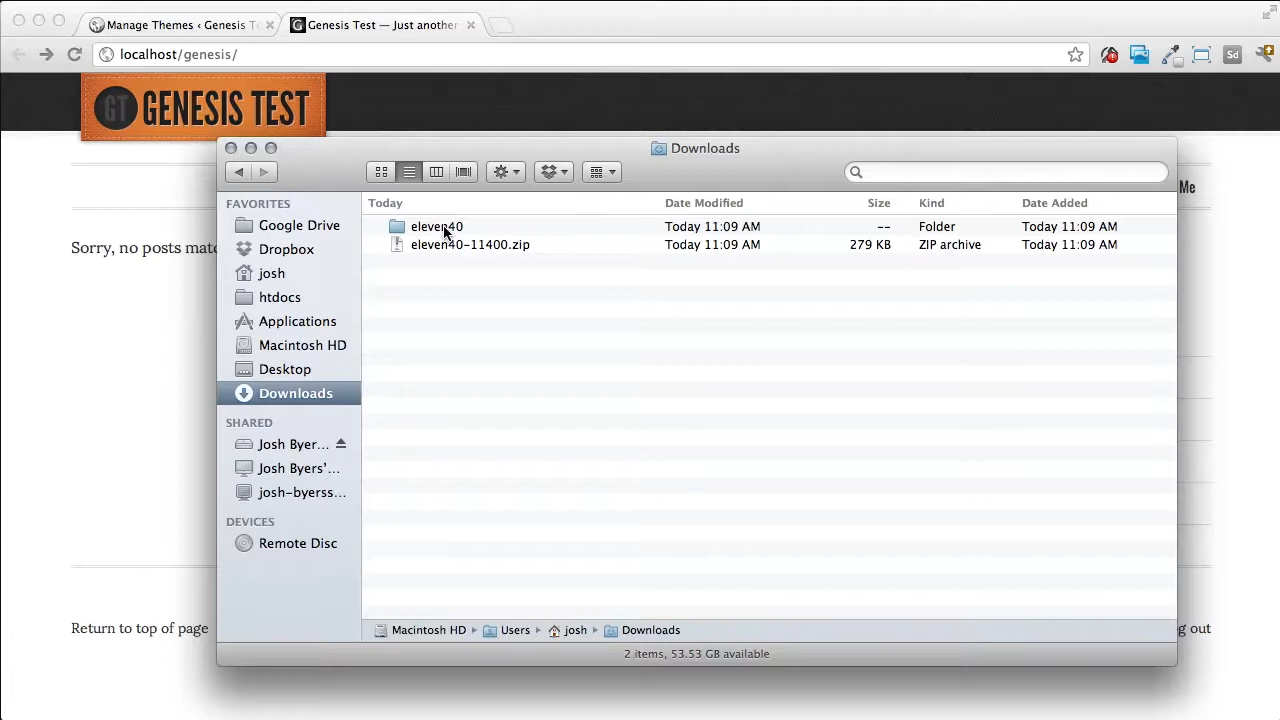 Manage Themes ‹ Genesis Te
Genesis Test — Just another
localhost/genesis/
Sd
GT GENESIS TEST
Downloads
FAVORITES
Google Drive
Dropbox
josh
htdocs
Applications
Macintosh HD
Desktop
Downloads
SHARED
Josh Byer...
Josh Byers'...
josh-byerss...
DEVICES
Remote Disc
Today Date Modified Size Kind Date Added
eleven40 Today 11:09 AM -- Folder Today 11:09 AM
eleven40-11400.zip Today 11:09 AM 279 KB ZIP archive Today 11:09 AM
Macintosh HD Users josh Downloads
2 items, 53.53 GB available
Me
Sorry, no posts mat
Return to top of page
g out